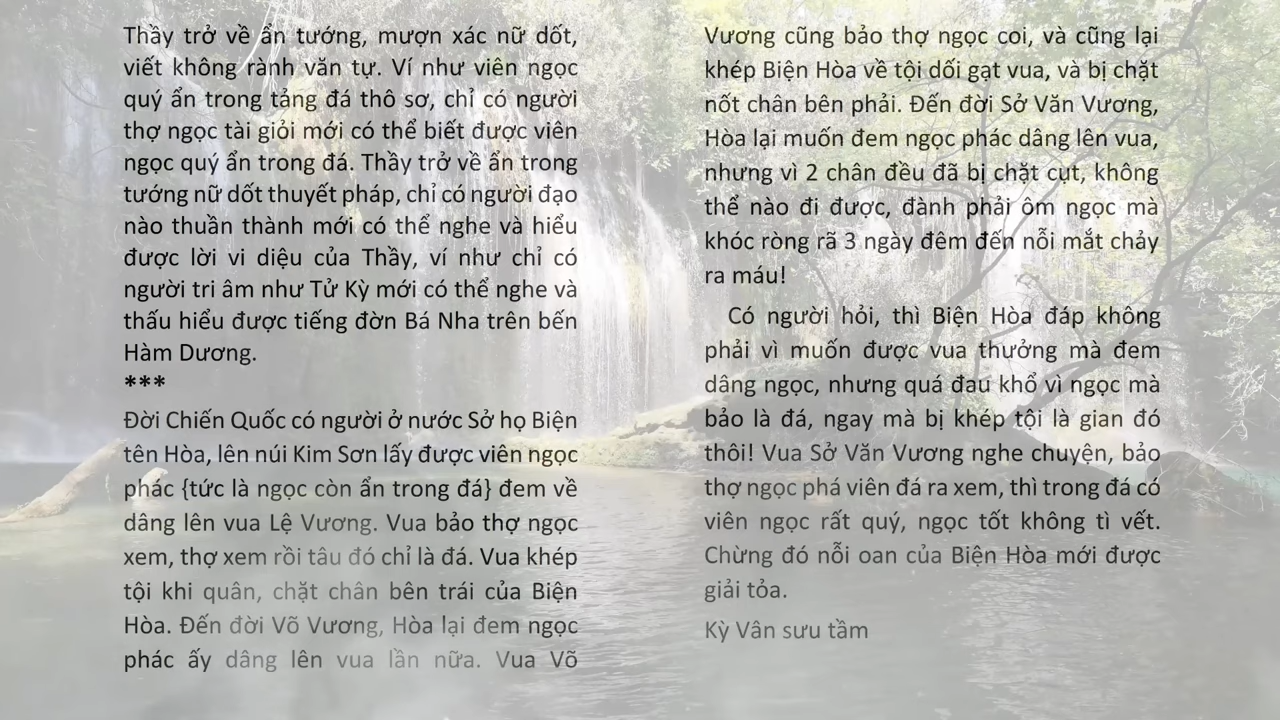 Thầy trở về ẩn tướng, mượn xác nữ dốt,
viết không rành văn tự. Ví như viên ngọc
quý ẩn trong tảng đá thô sơ, chỉ có người
thợ ngọc tài giỏi mới có thể biết được viên
ngọc quý ẩn trong đá. Thầy trở về ẩn trong
tướng nữ dốt thuyết pháp, chỉ có người đạo
nào thuần thành mới có thể nghe và hiểu
được lời vi diệu của Thầy, ví như chỉ có
người tri âm như Tử Kỳ mới có thể nghe và
thấu hiểu được tiếng đờn Bá Nha trên bến
Hàm Dương.
***
Đời Chiến Quốc có người ở nước Sở họ Biện
tên Hòa, lên núi Kim Sơn lấy được viên ngọc
phác {tức là ngọc còn ẩn trong đá} đem về
dâng lên vua Lệ Vương. Vua bảo thợ ngọc
xem, thợ xem rồi tâu đó chỉ là đá. Vua khép
tội khi quân, chặt chân bên trái của Biện
Hòa. Đến đời Võ Vương, Hòa lại đem ngọc
phác ấy dâng lên vua lần nữa. Vua Võ
Vương cũng bảo thợ ngọc coi, và cũng lại
khép Biện Hòa về tội dối gạt vua, và bị chặt
nốt chân bên phải. Đến đời Sở Văn Vương,
Hòa lại muốn đem ngọc phác dâng lên vua,
nhưng vì 2 chân đều đã bị chặt cụt, không
thể nào đi được, đành phải ôm ngọc mà
khóc ròng rã 3 ngày đêm đến nỗi mắt chảy
ra máu!
Có người hỏi, thì Biện Hòa đáp không
phải vì muốn được vua thưởng mà đem
dâng ngọc, nhưng quá đau khổ vì ngọc mà
bảo là đá, ngay mà bị khép tội là gian đó
thôi! Vua Sở Văn Vương nghe chuyện, bảo
thợ ngọc phá viên đá ra xem, thì trong đá có
viên ngọc rất quý, ngọc tốt không tì vết.
Chừng đó nỗi oan của Biện Hòa mới được
giải tỏa.
Kỳ Vân sưu tầm